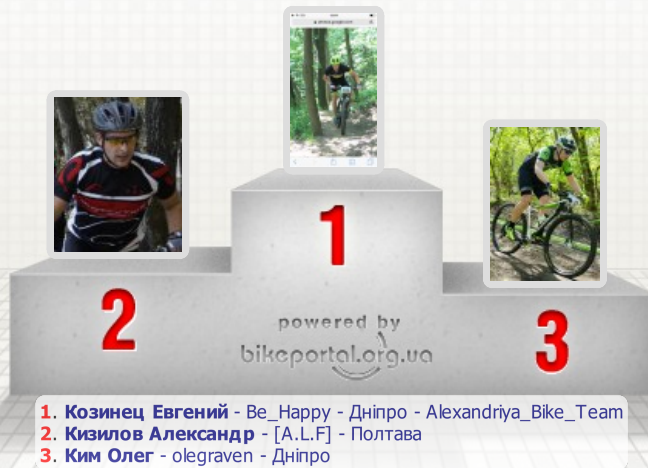 1
2
3
powered by
bikeportal.org.ua
1. Козинец Евгений - Be_Happy - Дніпро - Alexandriya_Bike_Team
2. Кизилов Александр - [A.L.F] - Полтава
3. Ким Олег - olegraven - Дніпро